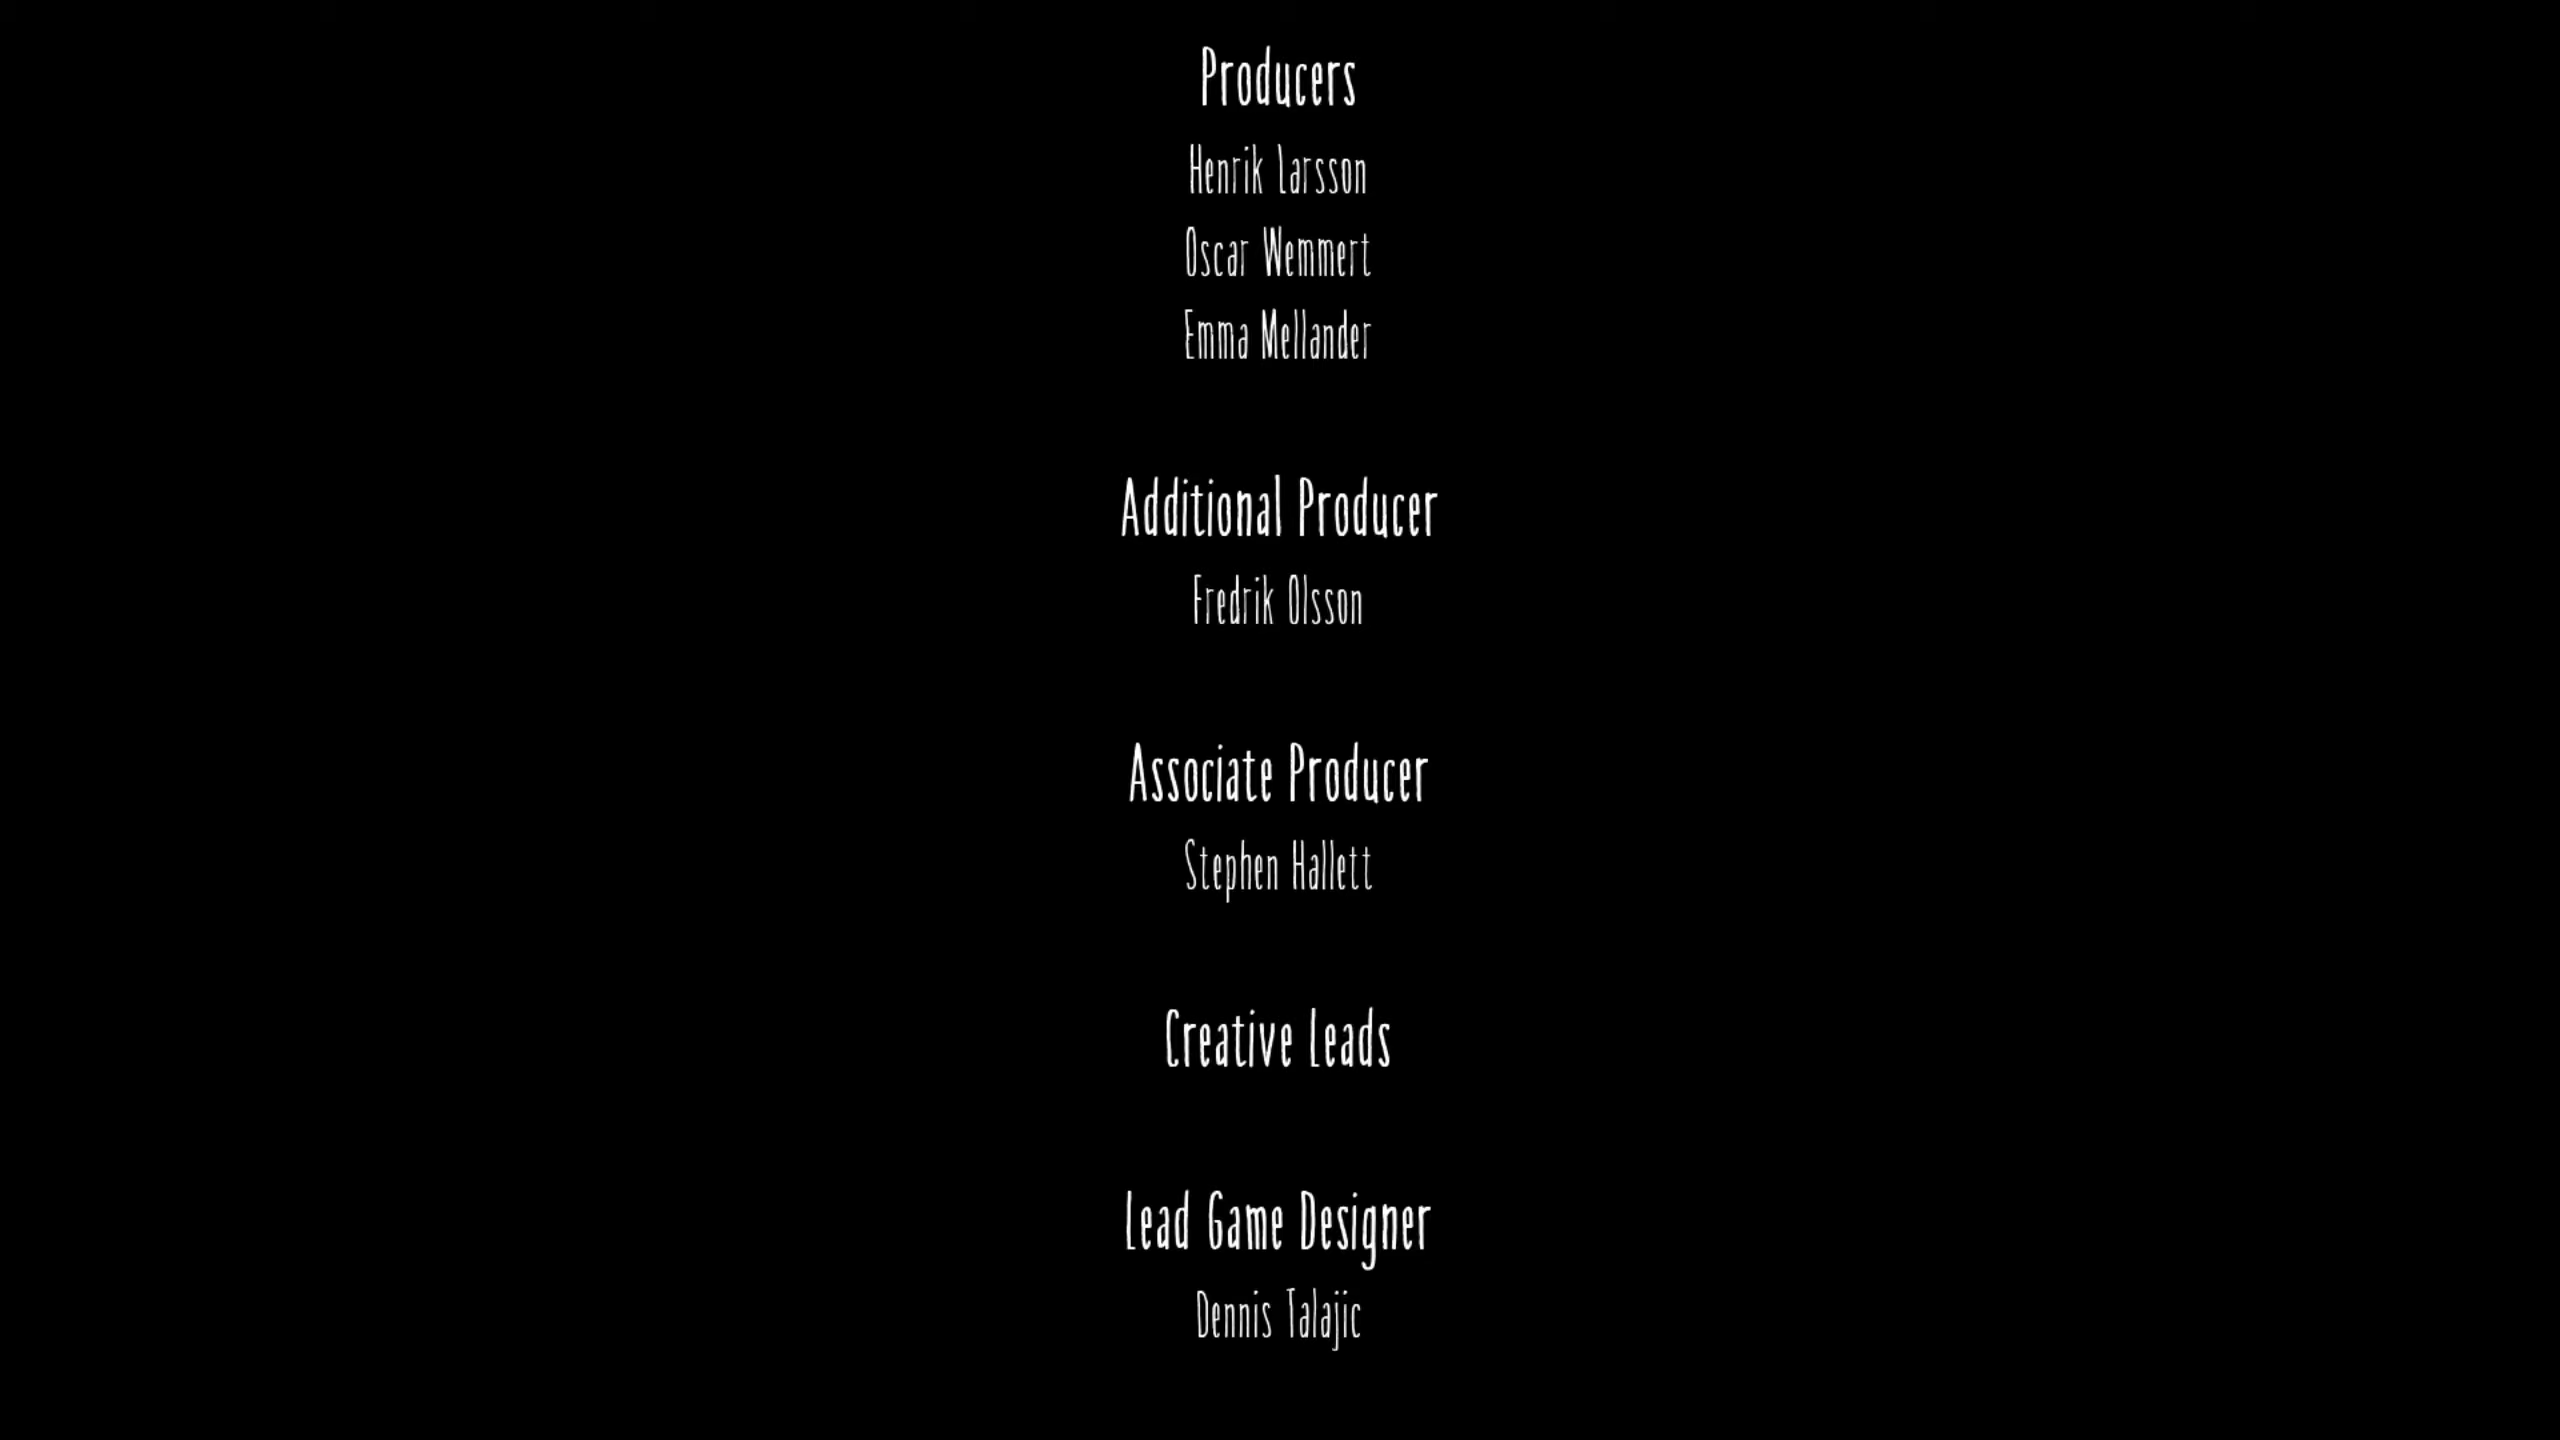 Producers
Henrik Larsson
Oscar Wemmert
Emma Mellander
Additional Producer
Fredrik Olsson
Associate Producer
Stephen Hallett
Creative Leads
Lead Game Designer
Dennis Talajic